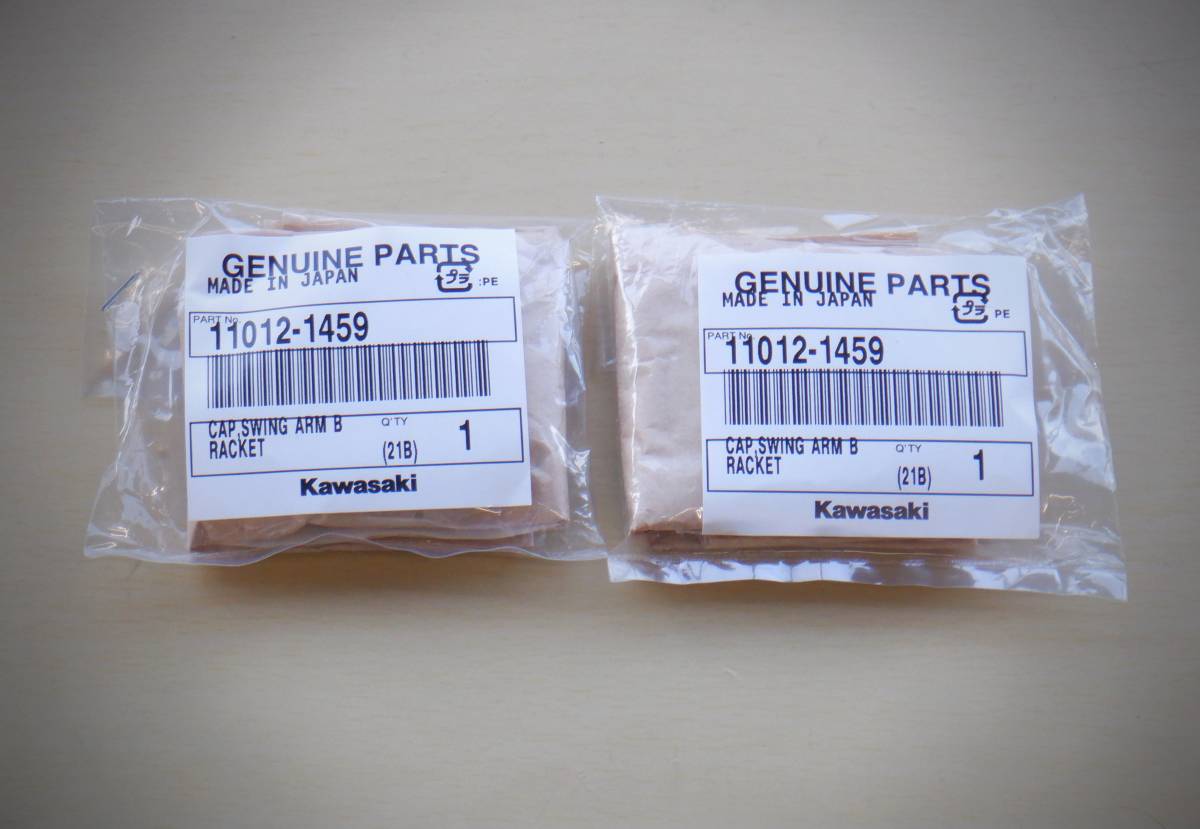 GENUINE PARTS
MADE IN JAPAN
プラ :PE
PART No.
11012-1459
CAP,SWING ARM B
RACKET
Q'TY
(21B)
1
Kawasaki
GENUINE PARTS
MADE IN JAPAN
プラ PE
PART No.
11012-1459
CAP,SWING ARM B
RACKET
Q'TY
(21B)
1
Kawasaki